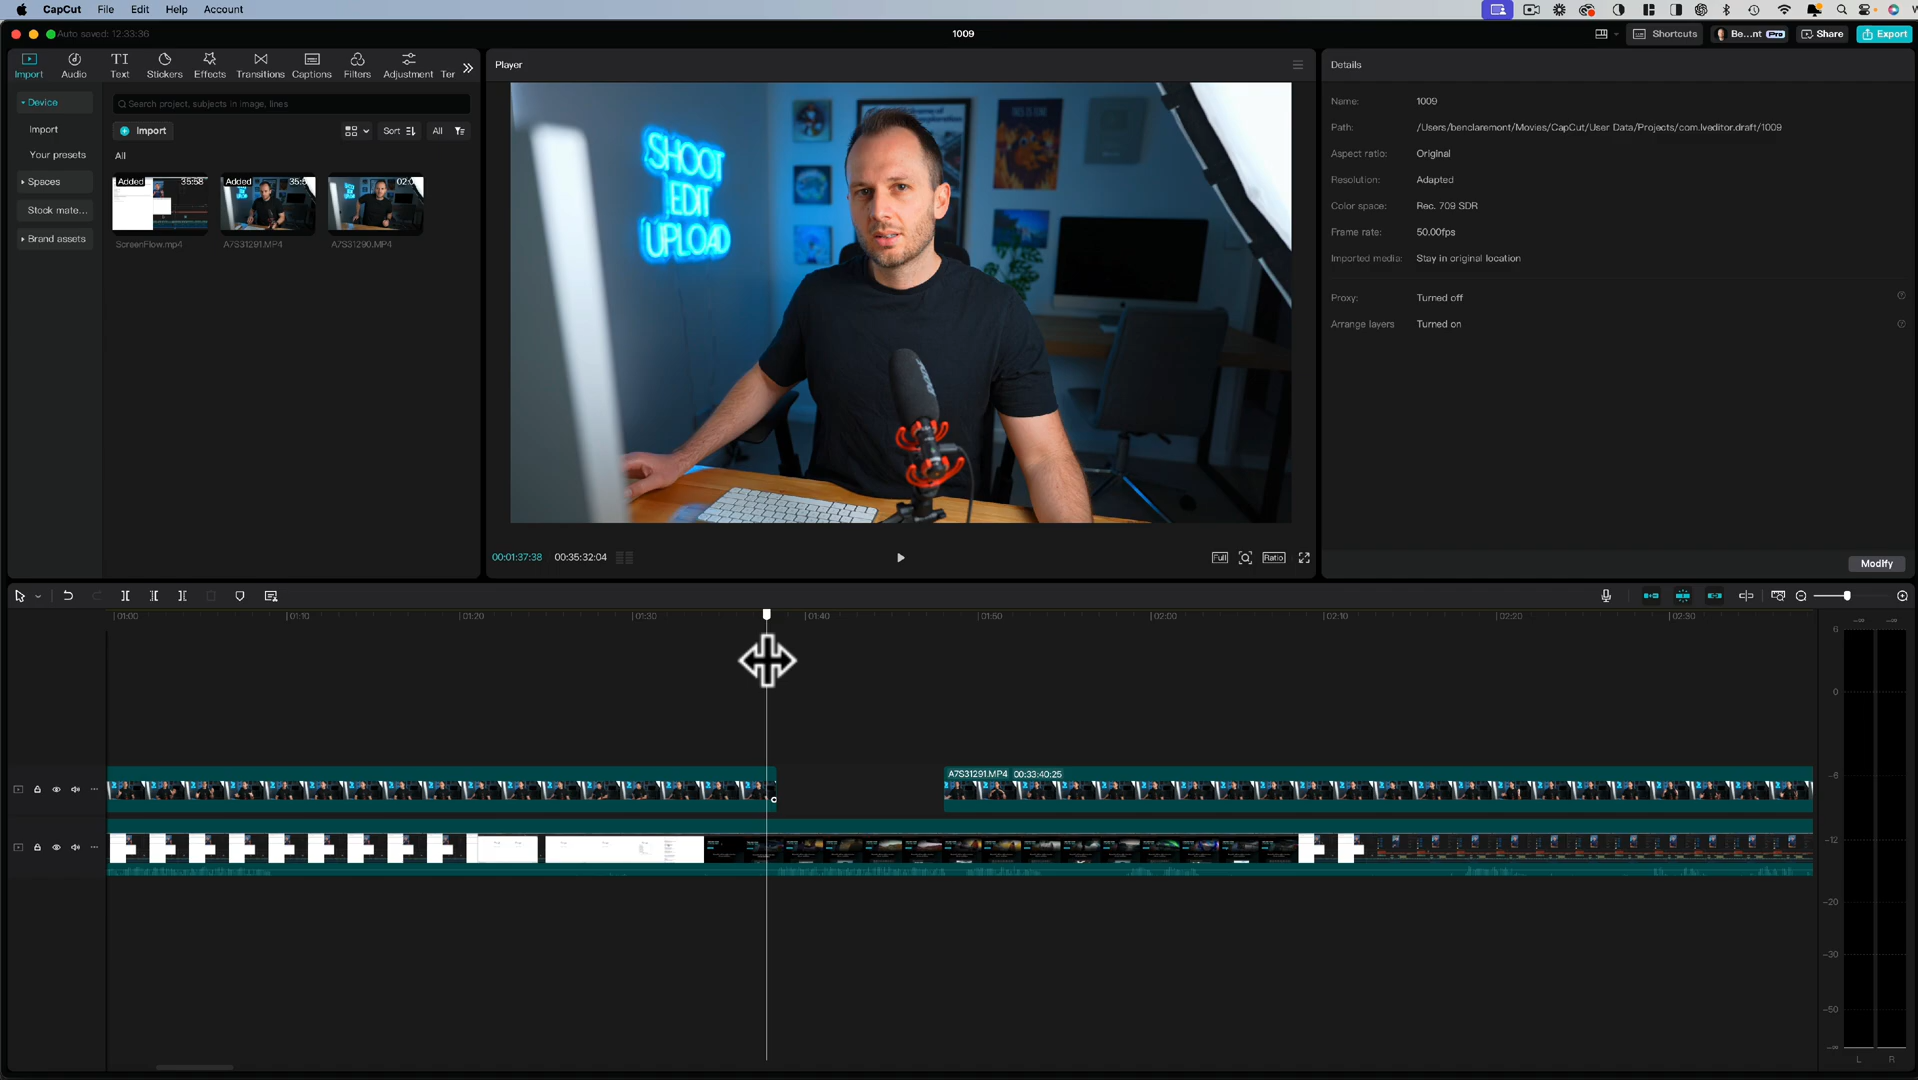 CapCut File Edit Help Account
Auto saved: 12:33:36
1009
Shortcuts
Be...nt Pro
Share
Export
Import Audio Text Stickers Effects Transitions Captions Filters Adjustment Ter
Device
Import
Your presets
Spaces
Stock mate...
Brand assets
Search project, subjects in image, lines
Import
Sort
All
All
Added 35:58
ScreenFlow.mp4
Added
A7S31291.MP4
A7S31290.MP4
Player
SHOOT
EDIT
UPLOAD
00:01:37:38 00:35:32:04
Full
Ratio
Details
Name: 1009
Path: /Users/benclaremont/Movies/CapCut/User Data/Projects/com.lveditor.draft/1009
Aspect ratio: Original
Resolution: Adapted
Color space: Rec. 709 SDR
Frame rate: 50.00fps
Imported media: Stay in original location
Proxy: Turned off
Arrange layers Turned on
Modify
01:00 01:10 01:20 01:30 01:40 01:50 02:00 02:10 02:20 02:30
A7S31291.MP4 00:33:40:25
-∞ -∞
6
0
-6
-12
-20
-30
-50
-∞
L R